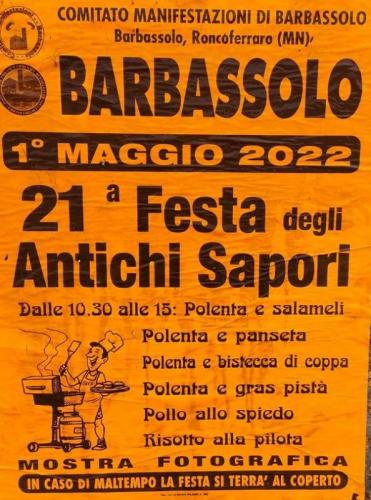 COMITATO MANIFESTAZIONI DI BARBASSOLO
Barbassolo, Roncoferraro (MN)
BARBASSOLO
1° MAGGIO 2022
21ª Festa degli
Antichi Sapori
Dalle 10.30 alle 15: Polenta e salameli
Polenta e panseta
Polenta e bistecca di coppa
Polenta e gras pistà
Pollo allo spiedo
Risotto alla pilota
MOSTRA FOTOGRAFICA
IN CASO DI MALTEMPO LA FESTA SI TERRA' AL COPERTO